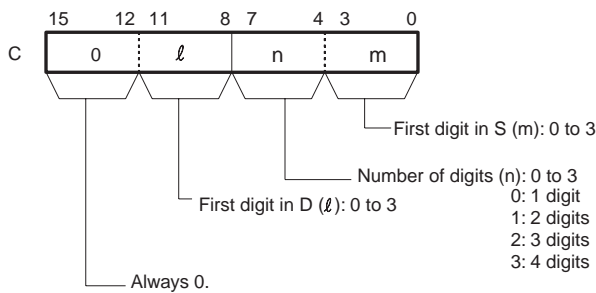 15 12 11 8 7 4 3 0
C 0 ℓ n m
First digit in S (m): 0 to 3
Number of digits (n): 0 to 3
0: 1 digit
First digit in D (ℓ): 0 to 3
1: 2 digits
2: 3 digits
3: 4 digits
Always 0.